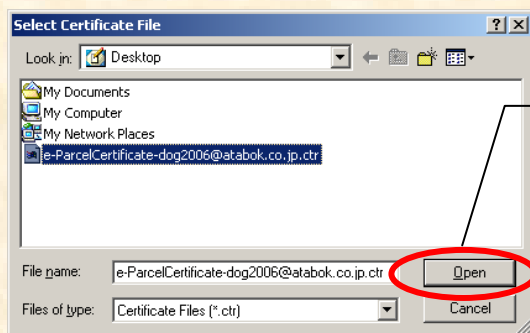 Select Certificate File
Look in: Desktop
My Documents
My Computer
My Network Places
e-ParcelCertificate-dog2006@atabok.co.jp.ctr
File name: e-ParcelCertificate-dog2006@atabok.co.jp.ctr Open
Files of type: Certificate Files (*.ctr) Cancel